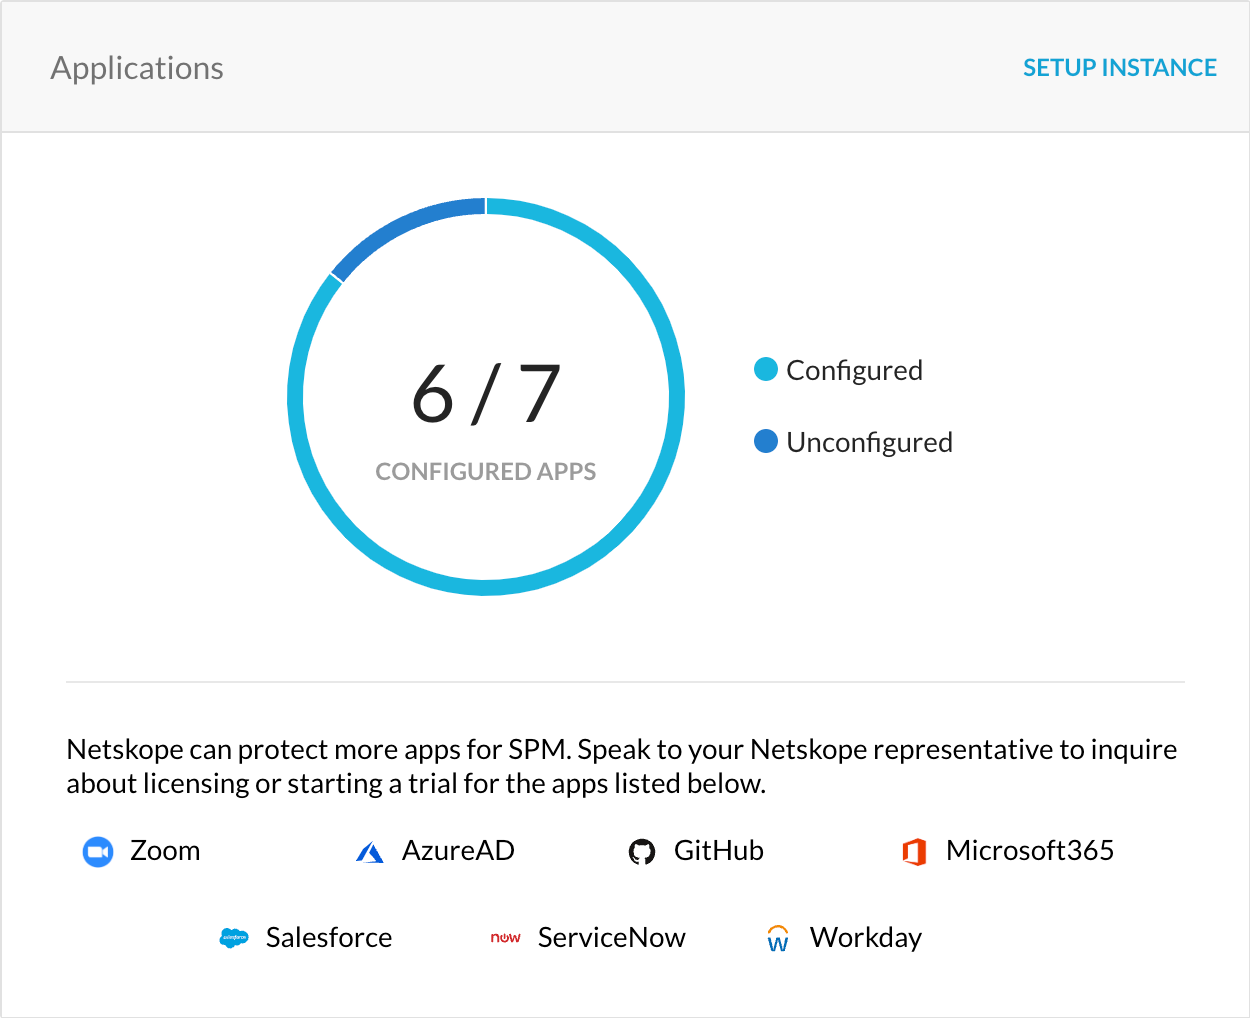 Applications
SETUP INSTANCE
6 / 7
CONFIGURED APPS
Configured
Unconfigured
Netskope can protect more apps for SPM. Speak to your Netskope representative to inquire
about licensing or starting a trial for the apps listed below.
Zoom
AzureAD
GitHub
Microsoft365
salesforce
Salesforce
now
ServiceNow
W
Workday